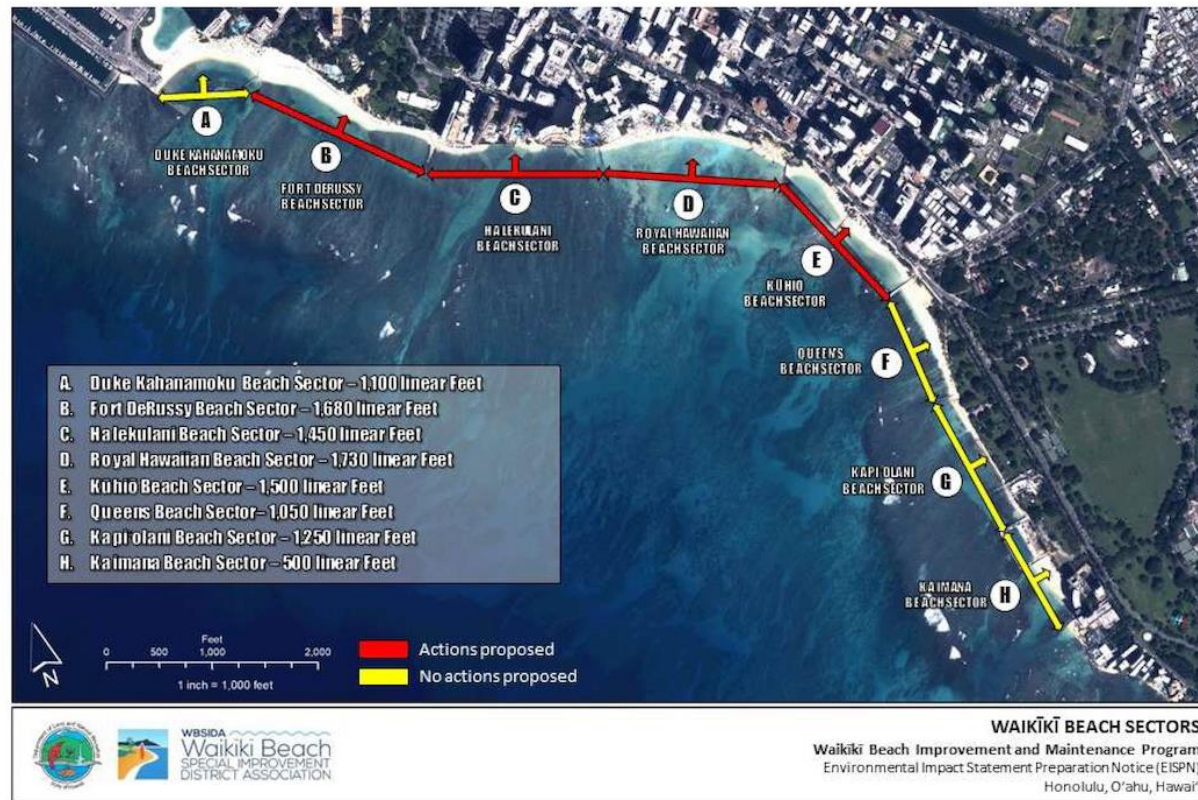 A
DUKE KAHANAMOKU
BEACH SECTOR
B
FORT DERUSSY
BEACH SECTOR
C
HALEKULANI
BEACH SECTOR
D
ROYAL HAWAIIAN
BEACH SECTOR
E
KŪHIŌ
BEACH SECTOR
QUEENS
BEACH SECTOR
F
KAPIOLANI
BEACH SECTOR
G
KAIMANA
BEACH SECTOR
H
A. Duke Kahanamoku Beach Sector – 1,100 linear Feet
B. Fort DeRussy Beach Sector – 1,680 linear Feet
C. Halekulani Beach Sector – 1,450 linear Feet
D. Royal Hawaiian Beach Sector – 1,730 linear Feet
E. Kūhiō Beach Sector – 1,500 linear Feet
F. Queens Beach Sector – 1,050 linear Feet
G. Kapi olani Beach Sector – 1,250 linear Feet
H. Kaimana Beach Sector – 500 linear Feet
N
Feet
0 500 1,000 2,000
1 inch = 1,000 feet
Actions proposed
No actions proposed
WBSIDA
Waikiki Beach
SPECIAL IMPROVEMENT
DISTRICT ASSOCIATION
WAIKĪKĪ BEACH SECTORS
Waikīkī Beach Improvement and Maintenance Program
Environmental Impact Statement Preparation Notice (EISPN)
Honolulu, O'ahu, Hawai'